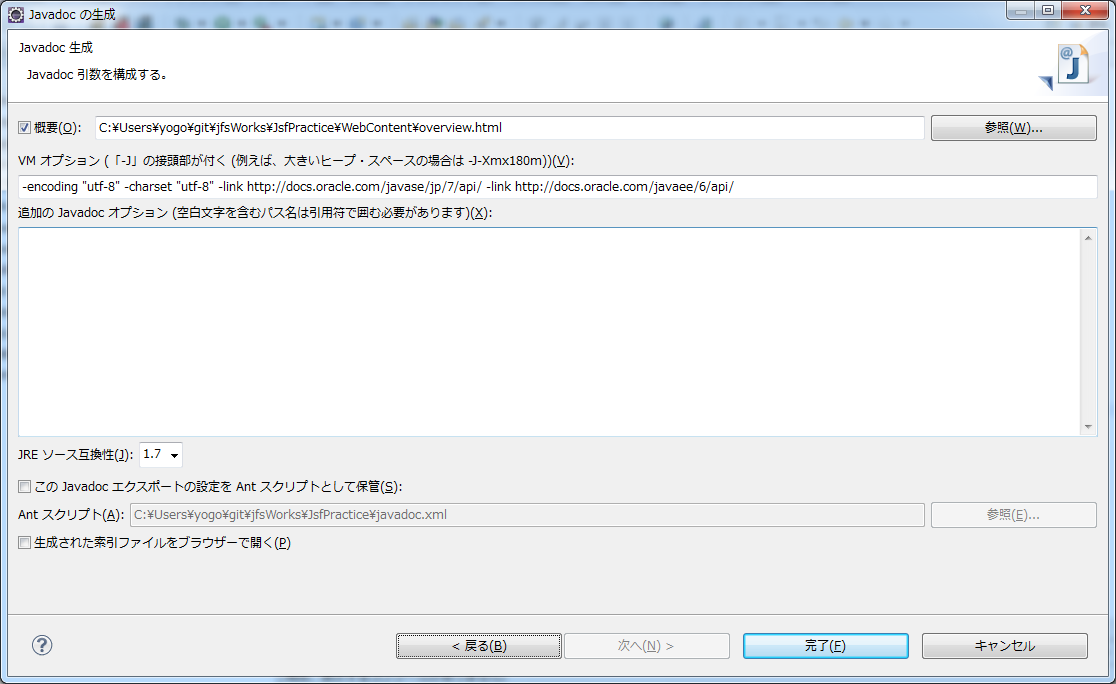 Javadoc の生成
Javadoc 生成
Javadoc 引数を構成する。
概要(O): C:¥Users¥yogo¥git¥jfsWorks¥JsfPractice¥WebContent¥overview.html 参照(W)...
VM オプション (「-J」の接頭部が付く (例えば、大きいヒープ・スペースの場合は -J-Xmx180m))(V):
-encoding "utf-8" -charset "utf-8" -link http://docs.oracle.com/javase/jp/7/api/ -link http://docs.oracle.com/javaee/6/api/
追加の Javadoc オプション (空白文字を含むパス名は引用符で囲む必要があります)(X):
JRE ソース互換性(J): 1.7
この Javadoc エクスポートの設定を Ant スクリプトとして保管(S):
Ant スクリプト(A): C:¥Users¥yogo¥git¥jfsWorks¥JsfPractice¥javadoc.xml 参照(E)...
生成された索引ファイルをブラウザーで開く(P)
? < 戻る(B) 次へ(N) > 完了(F) キャンセル